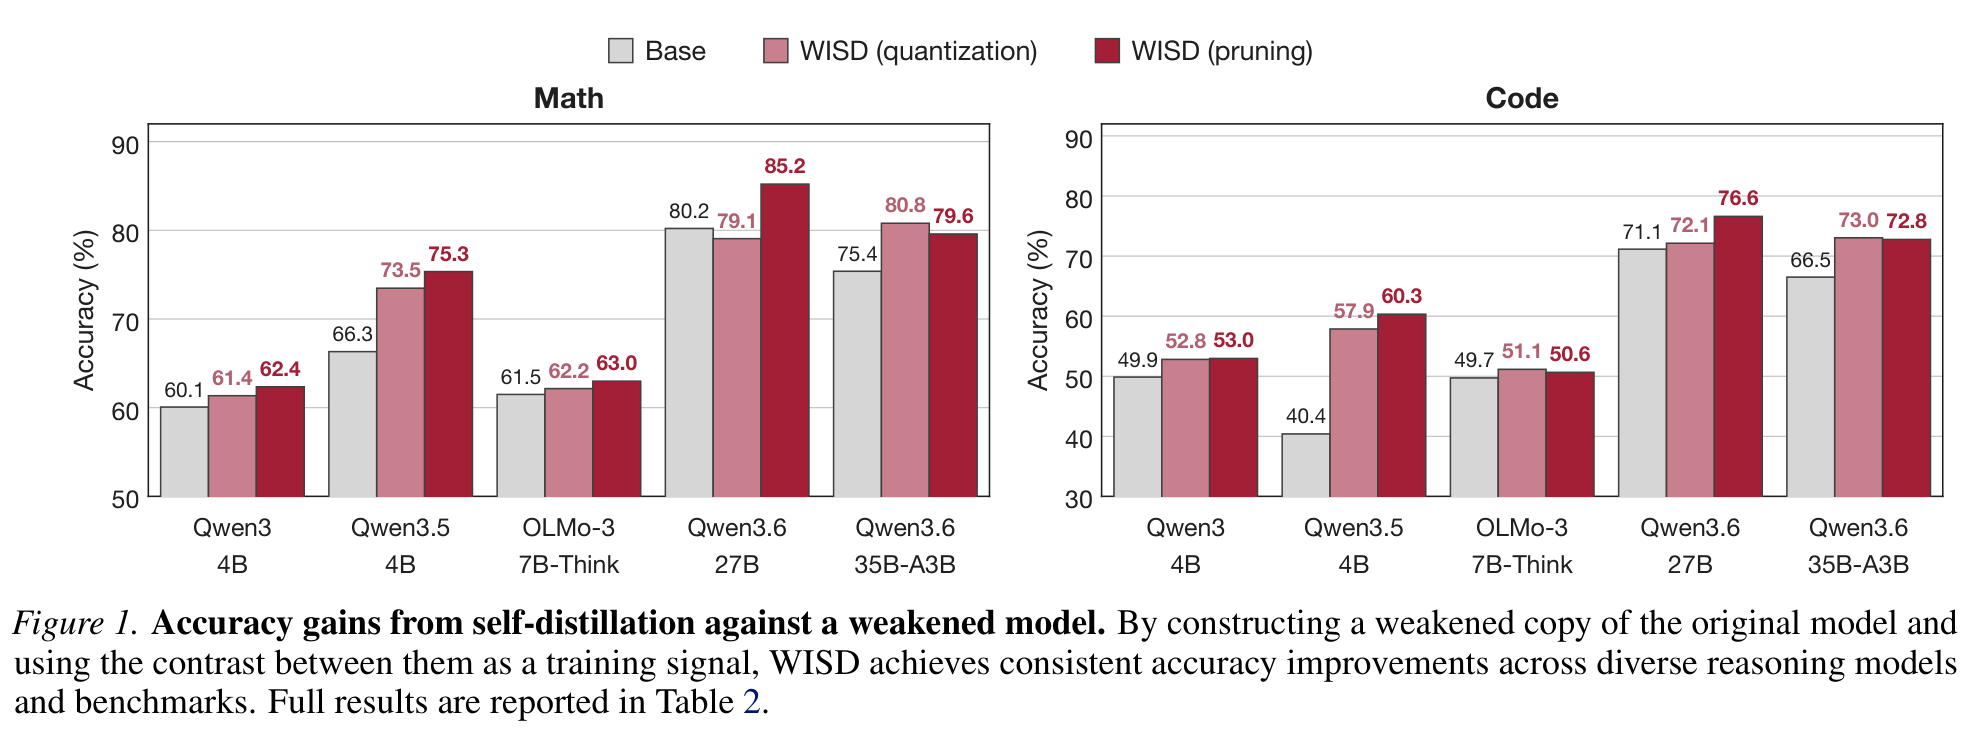 Base WISD (quantization) WISD (pruning)
Math
90
80
70
60
50
Accuracy (%)
60.1 61.4 62.4
66.3 73.5 75.3
61.5 62.2 63.0
80.2 79.1 85.2
75.4 80.8 79.6
Qwen3 Qwen3.5 OLMo-3 Qwen3.6 Qwen3.6
4B 4B 7B-Think 27B 35B-A3B
Code
90
80
70
60
50
40
30
Accuracy (%)
49.9 52.8 53.0
40.4 57.9 60.3
49.7 51.1 50.6
71.1 72.1 76.6
66.5 73.0 72.8
Qwen3 Qwen3.5 OLMo-3 Qwen3.6 Qwen3.6
4B 4B 7B-Think 27B 35B-A3B
Figure 1. Accuracy gains from self-distillation against a weakened model. By constructing a weakened copy of the original model and
using the contrast between them as a training signal, WISD achieves consistent accuracy improvements across diverse reasoning models
and benchmarks. Full results are reported in Table 2.